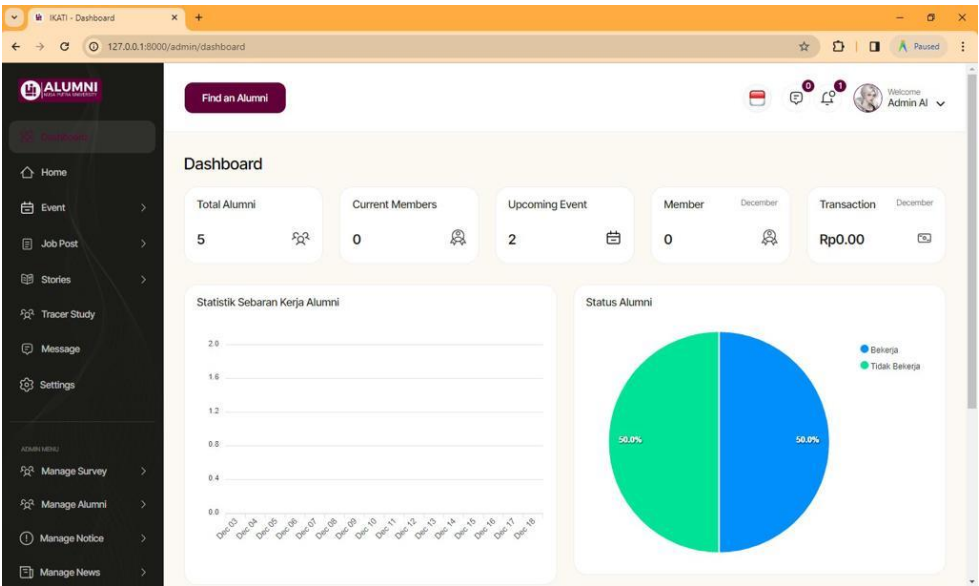 IKATI - Dashboard
127.0.0.1:8000/admin/dashboard
Paused
ALUMNI
Find an Alumni
0
1
Welcome
Admin Al
Dashboard
Home
Event
Job Post
Stories
Tracer Study
Message
Settings
ADMIN MENU
Manage Survey
Manage Alumni
Manage Notice
Manage News
Dashboard
Total Alumni
5
Current Members
0
Upcoming Event
2
Member December
0
Transaction December
Rp0.00
Statistik Sebaran Kerja Alumni
2.0
1.6
1.2
0.8
0.4
0.0
Dec 03 Dec 04 Dec 05 Dec 06 Dec 07 Dec 08 Dec 09 Dec 10 Dec 11 Dec 12 Dec 13 Dec 14 Dec 15 Dec 16 Dec 17 Dec 18
Status Alumni
50.0% 50.0%
Bekerja
Tidak Bekerja